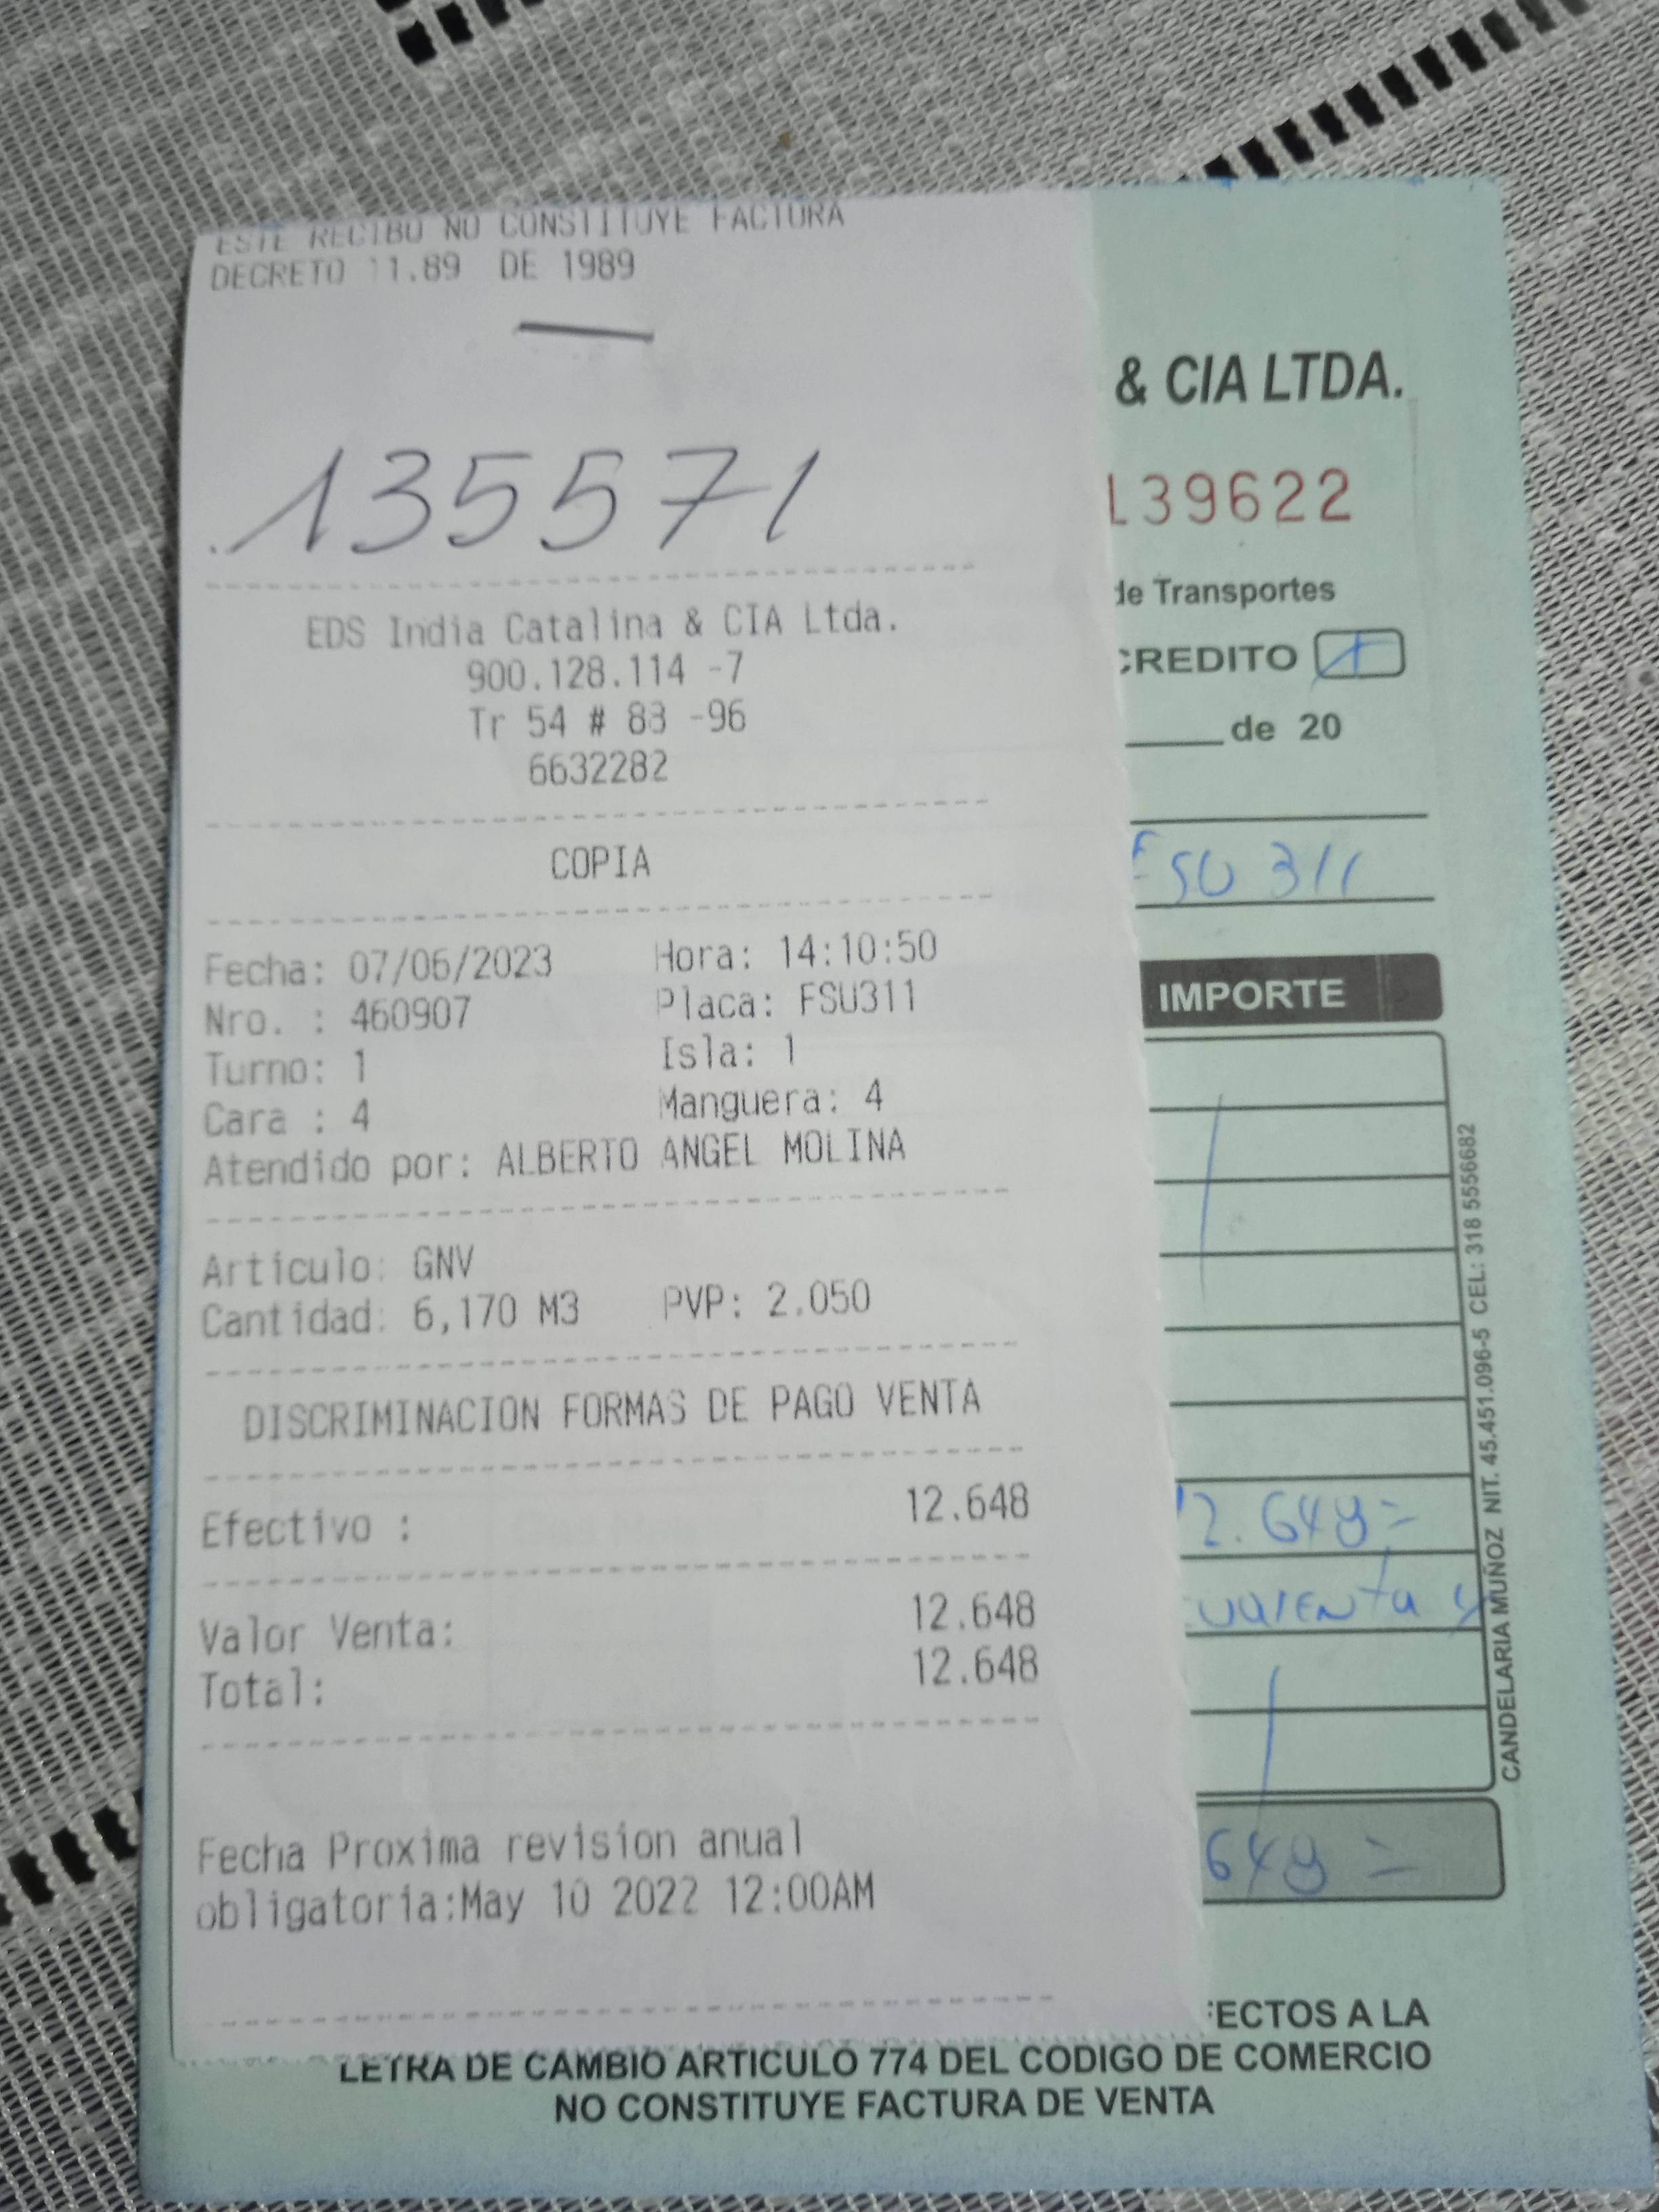 ESTE RECIBO NO CONSTITUYE FACTURA
DECRETO 11.89 DE 1989
135571
EDS India Catalina & CIA Ltda.
900.128.114 -7
Tr 54 # 83 -96
6632282
COPIA
Fecha: 07/06/2023 Hora: 14:10:50
Nro. : 460907 Placa: FSU311
Turno: 1 Isla: 1
Cara : 4 Manguera: 4
Atendido por: ALBERTO ANGEL MOLINA
Articulo: GNV
Cantidad: 6,170 M3 PVP: 2.050
DISCRIMINACION FORMAS DE PAGO VENTA
Efectivo : 12.648
Valor Venta: 12.648
Total: 12.648
Fecha Proxima revision anual
obligatoria:May 10 2022 12:00AM
& CIA LTDA.
139622
de Transportes
CREDITO
de 20
FSU 311
IMPORTE
12.648=
cuarenta y
648=
CANDELARIA MUÑOZ NIT. 45.451.096-5 CEL: 318 5556682
FECTOS A LA
LETRA DE CAMBIO ARTICULO 774 DEL CODIGO DE COMERCIO
NO CONSTITUYE FACTURA DE VENTA